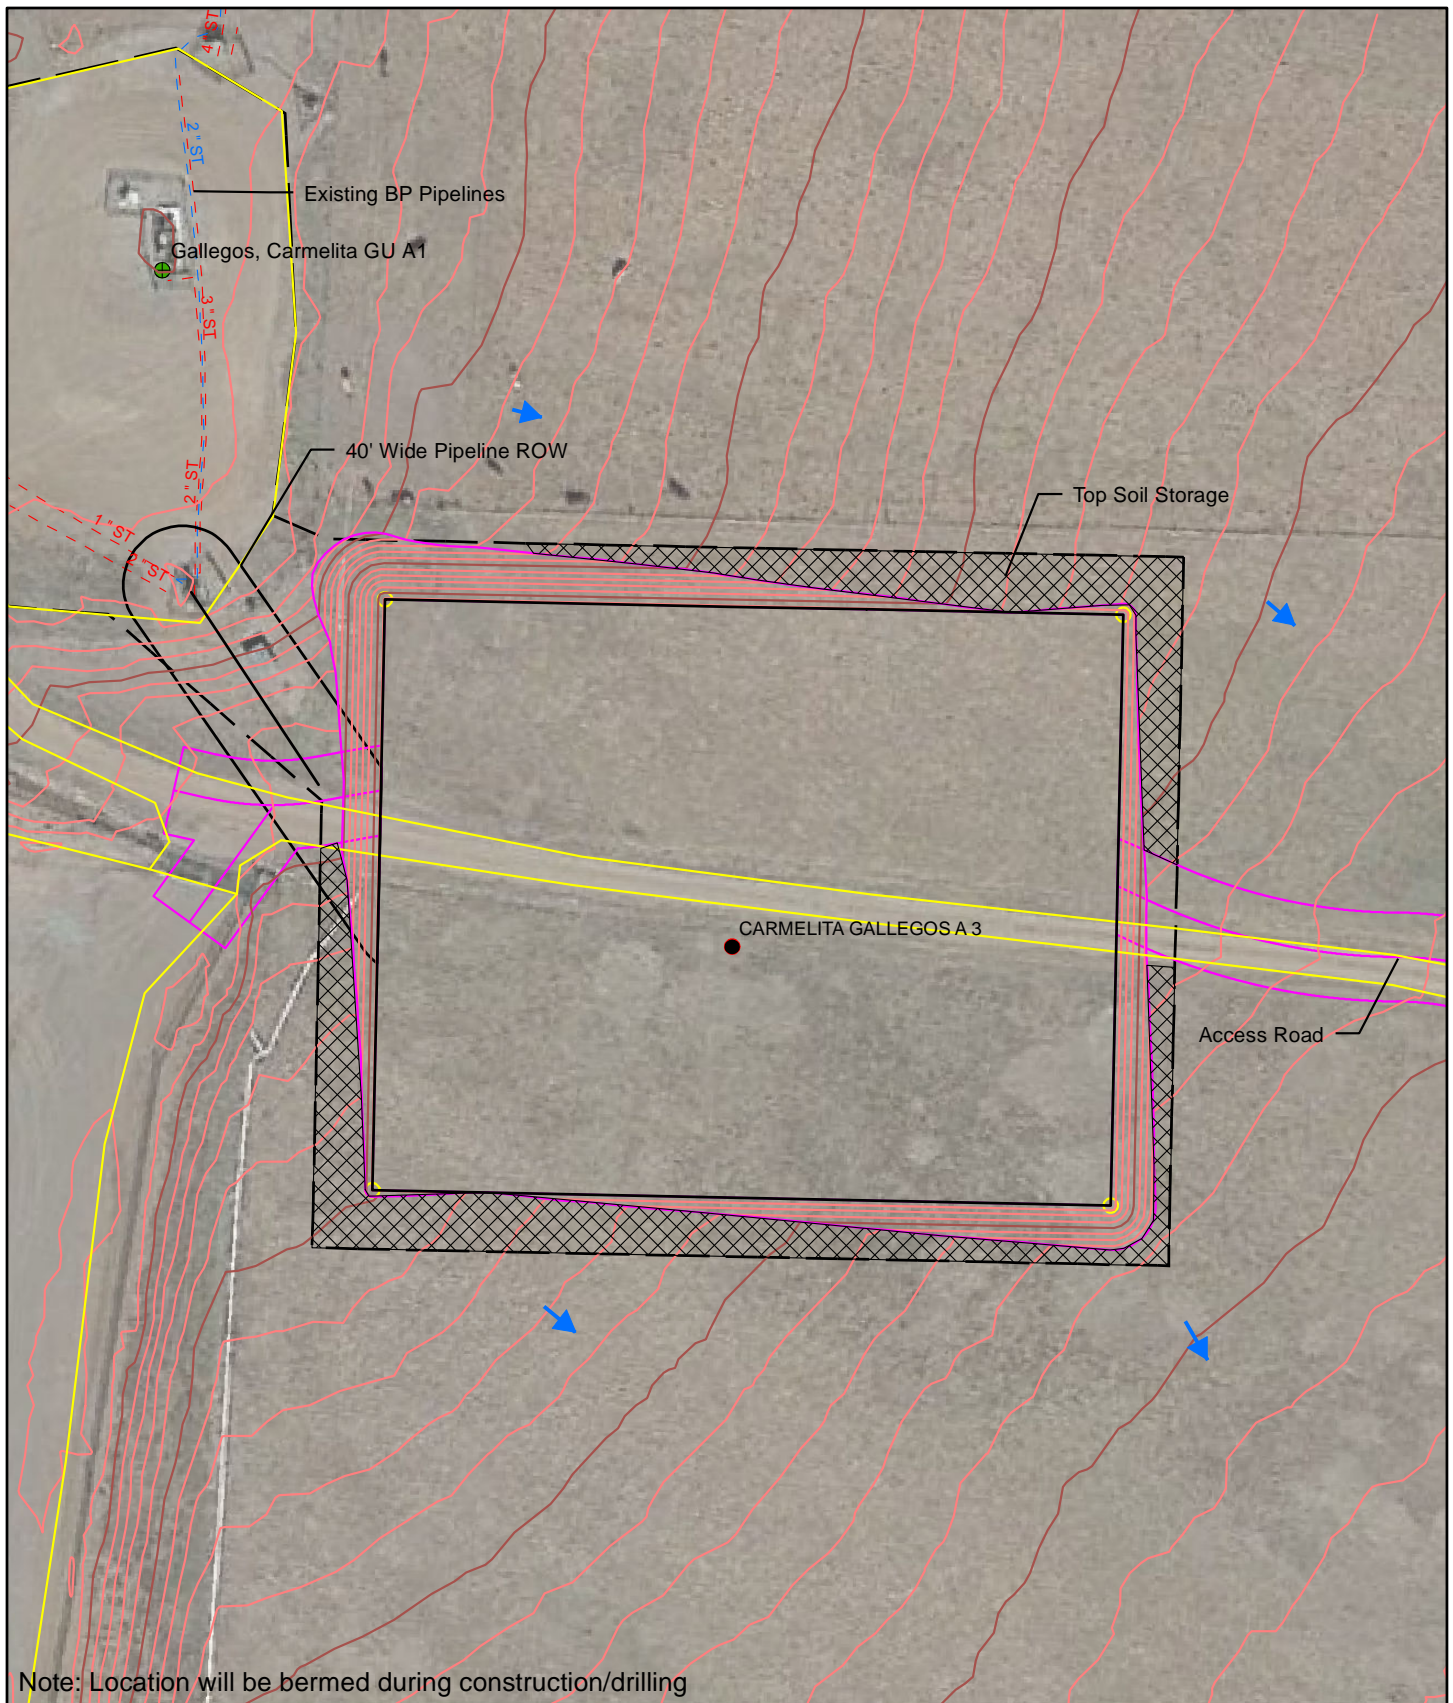 4 " ST
2 " ST
Existing BP Pipelines
Gallegos, Carmelita GU A1
3 " ST
40' Wide Pipeline ROW
2 " ST
Top Soil Storage
1 " ST
2 " ST
CARMELITA GALLEGOS A 3
Access Road
Note: Location will be bermed during construction/drilling